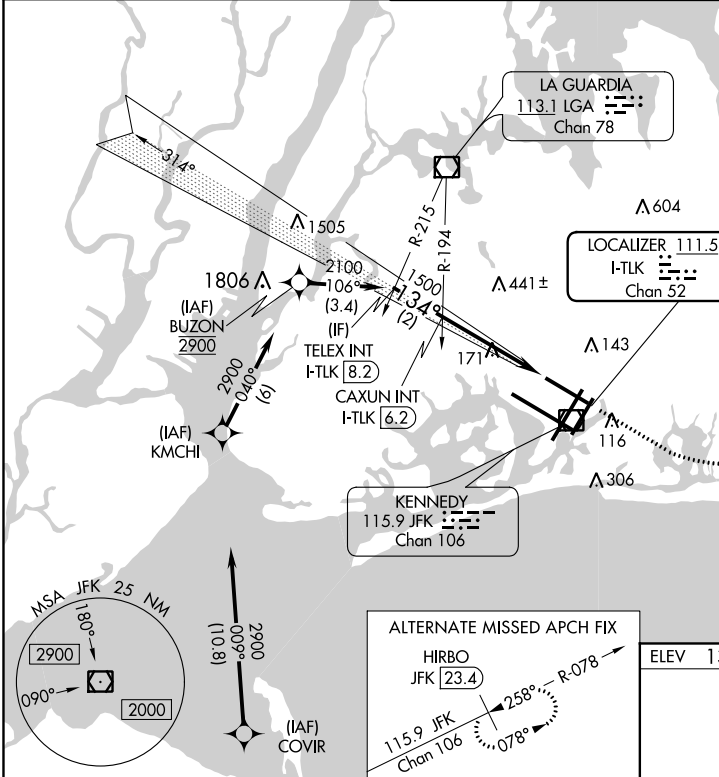 LA GUARDIA
113.1 LGA
Chan 78
314°
1505
604
R-215
R-194
LOCALIZER 111.5
I-TLK
Chan 52
1806
2100
106°
(3.4)
1500
134°
(2)
441±
(IAF)
BUZON
2900
(IF)
TELEX INT
I-TLK 8.2
143
171
2900
040°
(6)
CAXUN INT
I-TLK 6.2
(IAF)
KMCHI
116
306
KENNEDY
115.9 JFK
Chan 106
MSA JFK 25 NM
180°
2900
090°
2000
2900
009°
(10.8)
(IAF)
COVIR
ALTERNATE MISSED APCH FIX
HIRBO
JFK 23.4
R-078
258°
078°
115.9 JFK
Chan 106
ELEV